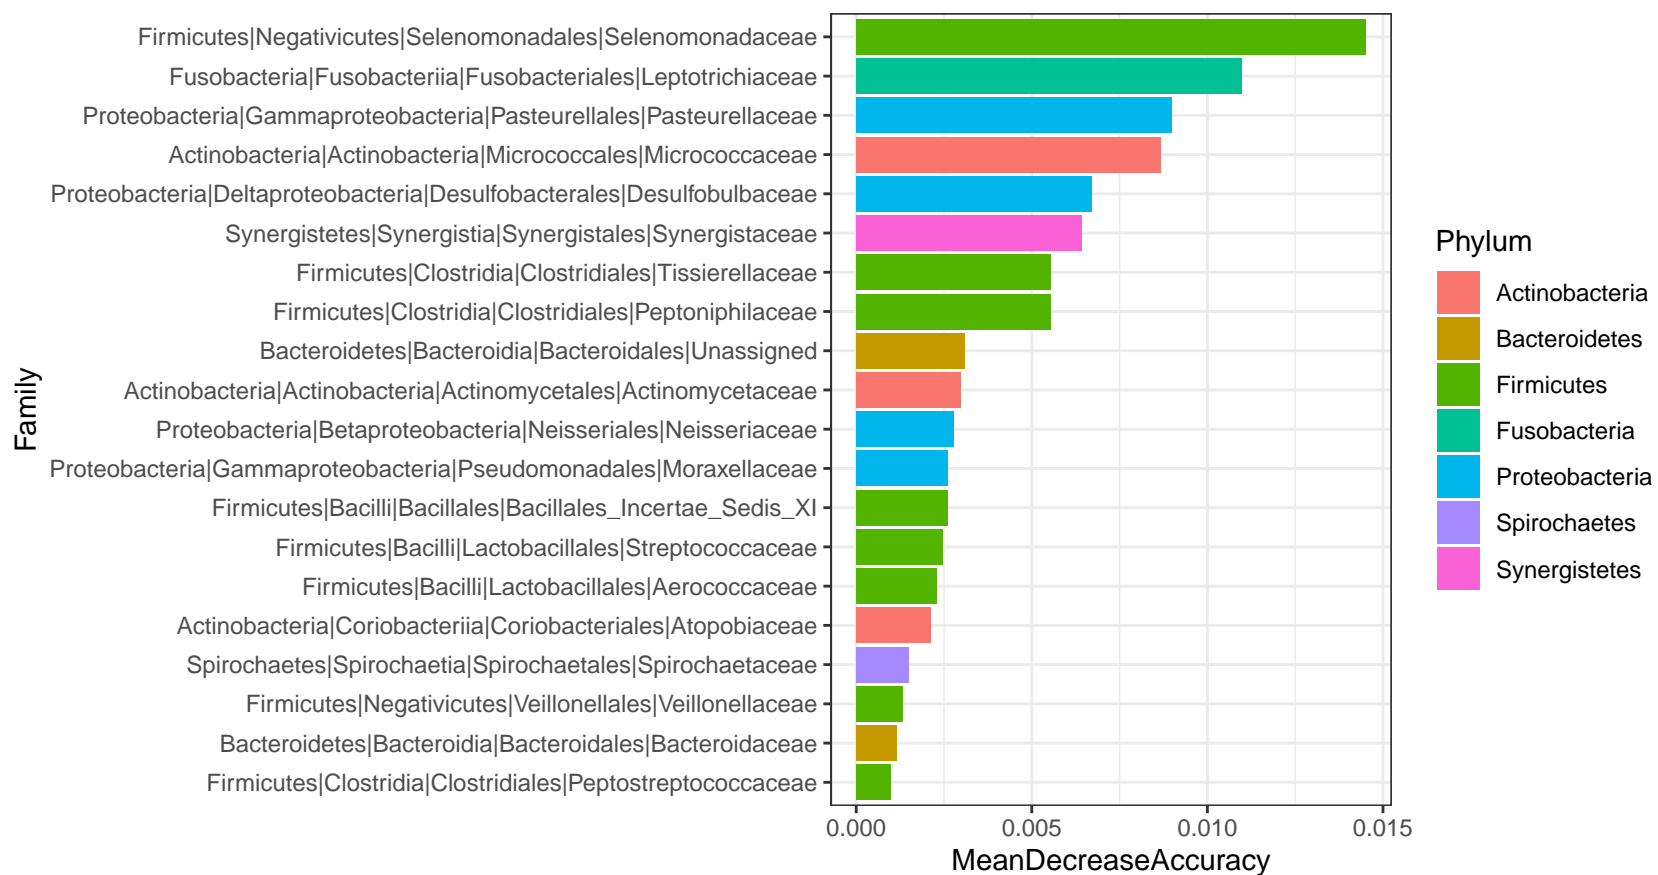 Firmicutes|Negativicutes|Selenomonadales|Selenomonadaceae
Fusobacteria|Fusobacteriia|Fusobacteriales|Leptotrichiaceae
Proteobacteria|Gammaproteobacteria|Pasteurellales|Pasteurellaceae
Actinobacteria|Actinobacteria|Micrococcales|Micrococcaceae
Proteobacteria|Deltaproteobacteria|Desulfobacterales|Desulfobulbaceae
Synergistetes|Synergistia|Synergistales|Synergistaceae
Firmicutes|Clostridia|Clostridiales|Tissierellaceae
Firmicutes|Clostridia|Clostridiales|Peptoniphilaceae
Bacteroidetes|Bacteroidia|Bacteroidales|Unassigned
Actinobacteria|Actinobacteria|Actinomycetales|Actinomycetaceae
Proteobacteria|Betaproteobacteria|Neisseriales|Neisseriaceae
Proteobacteria|Gammaproteobacteria|Pseudomonadales|Moraxellaceae
Firmicutes|Bacilli|Bacillales|Bacillales_Incertae_Sedis_XI
Firmicutes|Bacilli|Lactobacillales|Streptococcaceae
Firmicutes|Bacilli|Lactobacillales|Aerococcaceae
Actinobacteria|Coriobacteriia|Coriobacteriales|Atopobiaceae
Spirochaetes|Spirochaetia|Spirochaetales|Spirochaetaceae
Firmicutes|Negativicutes|Veillonellales|Veillonellaceae
Bacteroidetes|Bacteroidia|Bacteroidales|Bacteroidaceae
Firmicutes|Clostridia|Clostridiales|Peptostreptococcaceae
Family
0.000 0.005 0.010 0.015
MeanDecreaseAccuracy
Phylum
Actinobacteria
Bacteroidetes
Firmicutes
Fusobacteria
Proteobacteria
Spirochaetes
Synergistetes